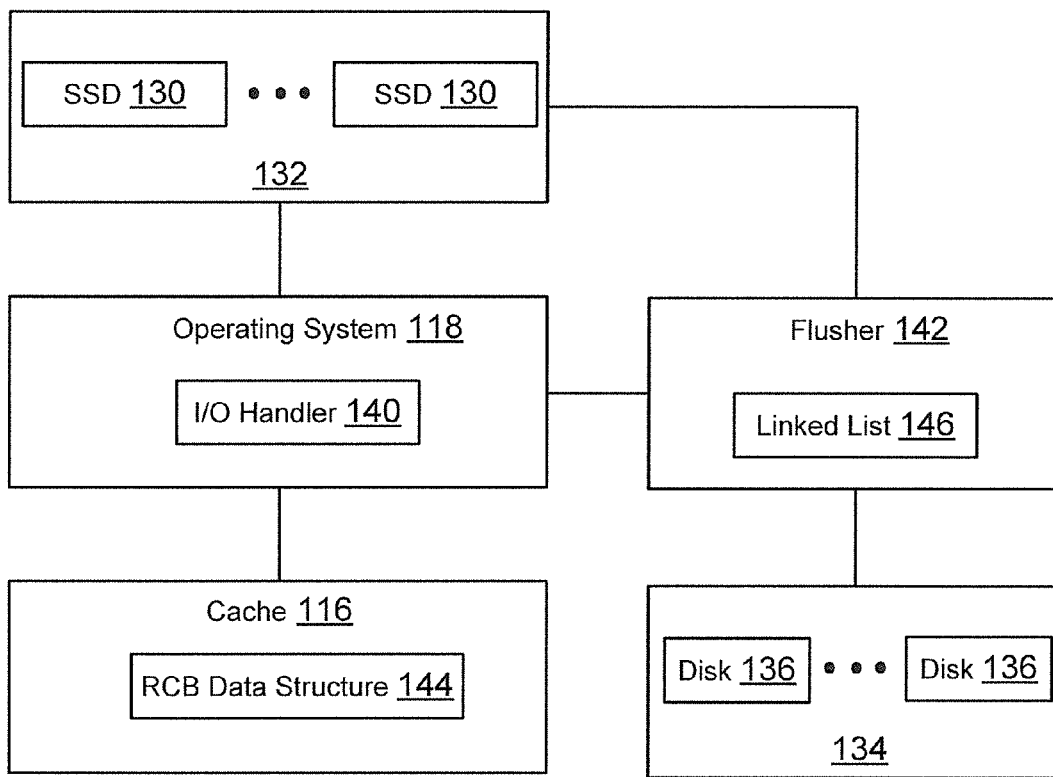 SSD 130
SSD 130
132
Operating System 118
I/O Handler 140
Flusher 142
Linked List 146
Cache 116
RCB Data Structure 144
Disk 136
Disk 136
134